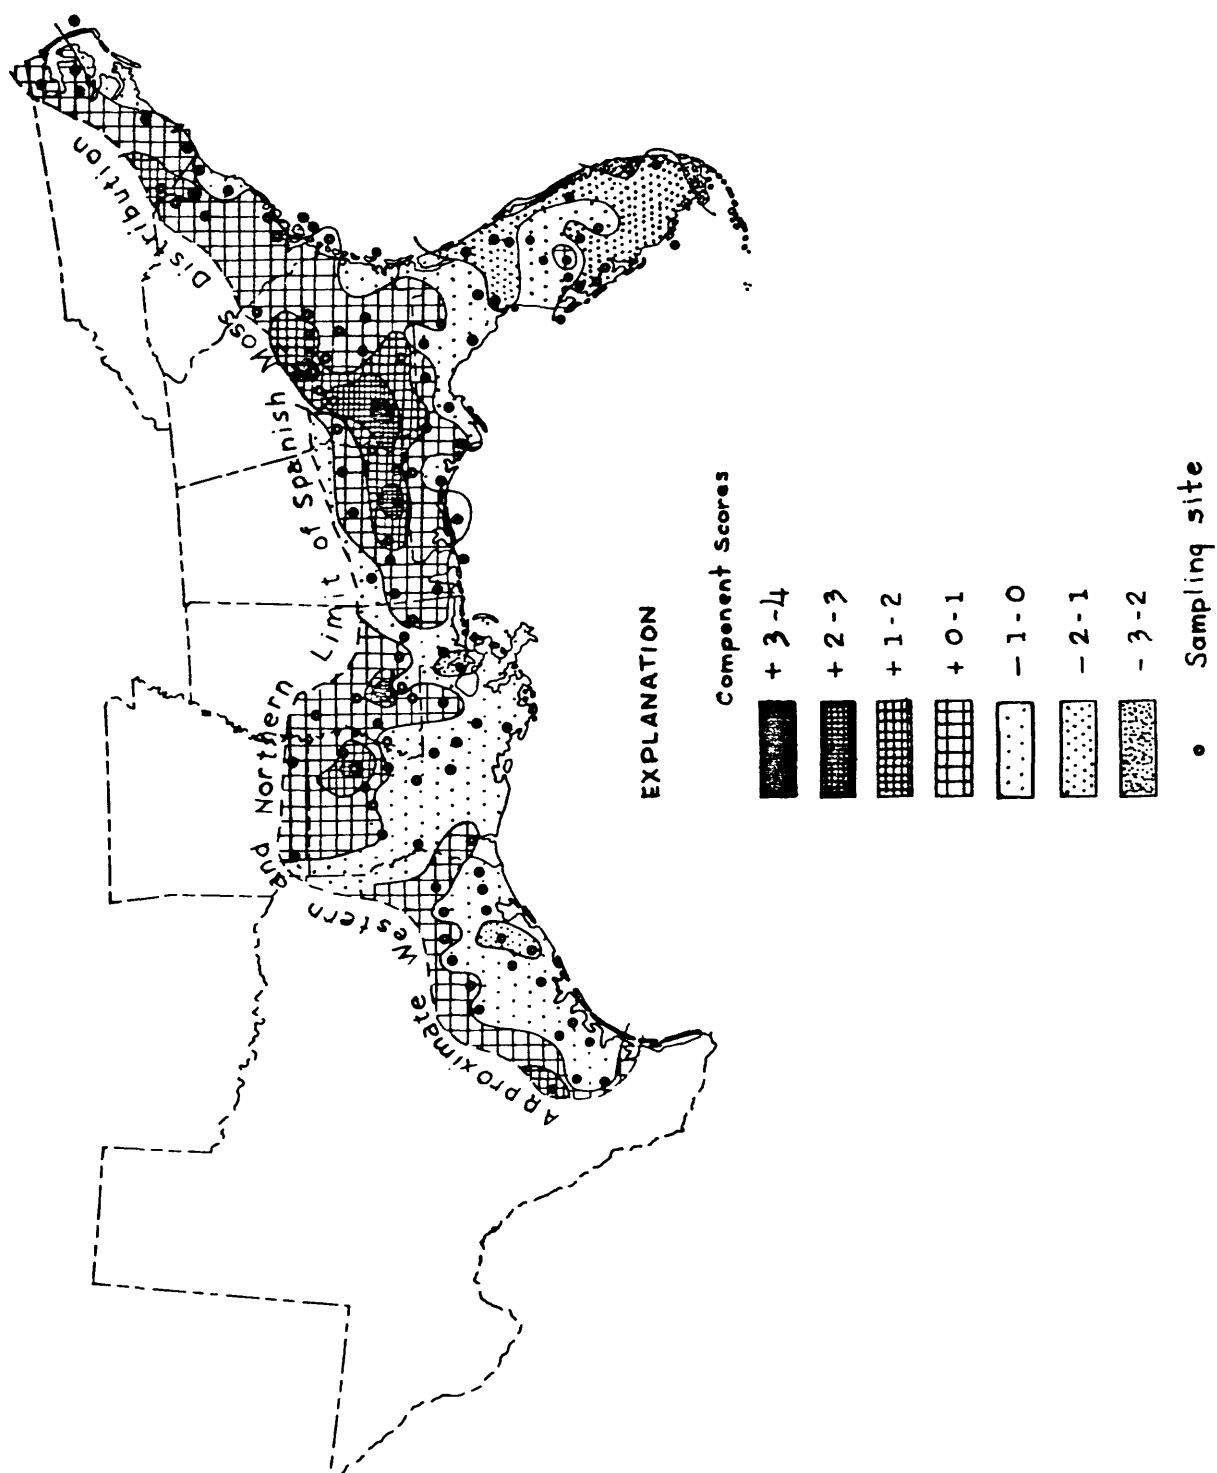 Approximate Western and Northern Limit of Spanish Moss Distribution
EXPLANATION
Component Scores
+ 3-4
+ 2-3
+ 1-2
+ 0-1
- 1-0
- 2-1
- 3-2
Sampling site